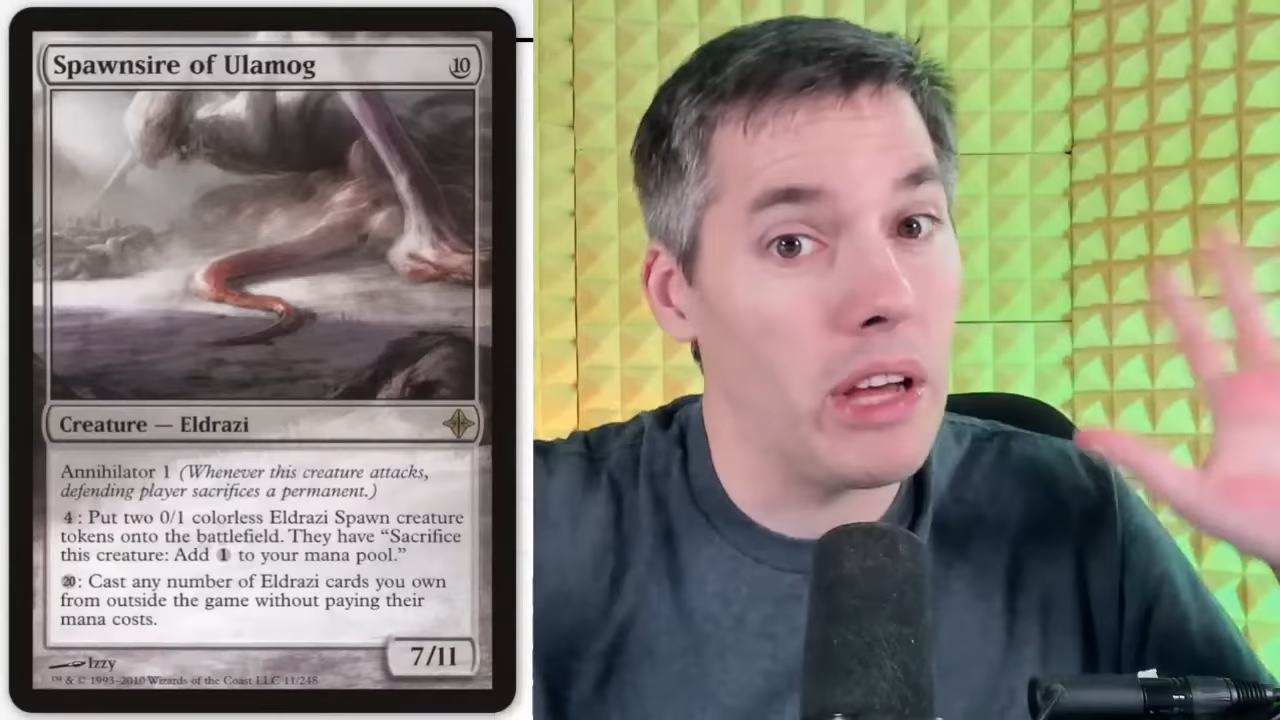 Spawnsire of Ulamog 10
Creature — Eldrazi
Annihilator 1 (Whenever this creature attacks,
defending player sacrifices a permanent.)
4: Put two 0/1 colorless Eldrazi Spawn creature
tokens onto the battlefield. They have “Sacrifice
this creature: Add 1 to your mana pool.”
20: Cast any number of Eldrazi cards you own
from outside the game without paying their
mana costs.
7/11
Izzy
™ & © 1993–2010 Wizards of the Coast LLC 11/248